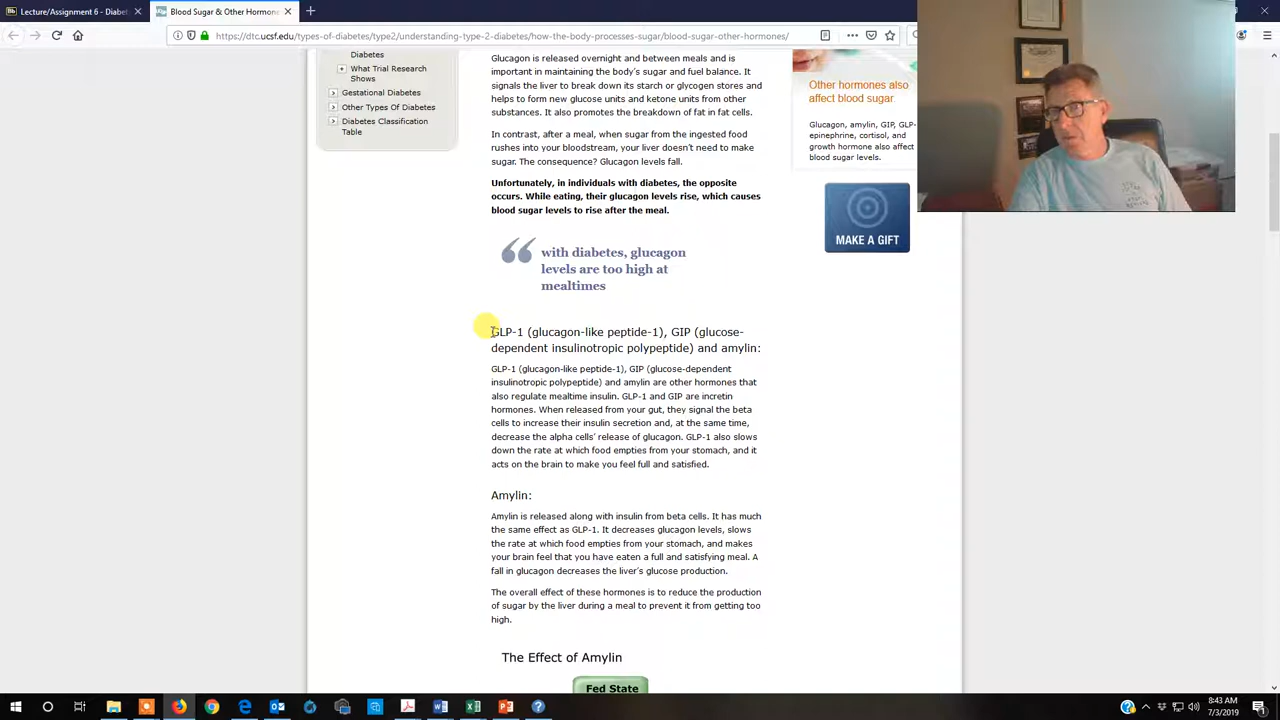 Lecture/Assignment 6 - Diabet
Blood Sugar & Other Hormon
https://dtc.ucsf.edu/types-of-diabetes/type2/understanding-type-2-diabetes/how-the-body-processes-sugar/blood-sugar-other-hormones/
Diabetes
What Trial Research
Shows
Gestational Diabetes
Other Types Of Diabetes
Diabetes Classification
Table
Glucagon is released overnight and between meals and is
important in maintaining the body's sugar and fuel balance. It
signals the liver to break down its starch or glycogen stores and
helps to form new glucose units and ketone units from other
substances. It also promotes the breakdown of fat in fat cells.
In contrast, after a meal, when sugar from the ingested food
rushes into your bloodstream, your liver doesn't need to make
sugar. The consequence? Glucagon levels fall.
Unfortunately, in individuals with diabetes, the opposite
occurs. While eating, their glucagon levels rise, which causes
blood sugar levels to rise after the meal.
with diabetes, glucagon
levels are too high at
mealtimes
GLP-1 (glucagon-like peptide-1), GIP (glucose-
dependent insulinotropic polypeptide) and amylin:
GLP-1 (glucagon-like peptide-1), GIP (glucose-dependent
insulinotropic polypeptide) and amylin are other hormones that
also regulate mealtime insulin. GLP-1 and GIP are incretin
hormones. When released from your gut, they signal the beta
cells to increase their insulin secretion and, at the same time,
decrease the alpha cells' release of glucagon. GLP-1 also slows
down the rate at which food empties from your stomach, and it
acts on the brain to make you feel full and satisfied.
Amylin:
Amylin is released along with insulin from beta cells. It has much
the same effect as GLP-1. It decreases glucagon levels, slows
the rate at which food empties from your stomach, and makes
your brain feel that you have eaten a full and satisfying meal. A
fall in glucagon decreases the liver's glucose production.
The overall effect of these hormones is to reduce the production
of sugar by the liver during a meal to prevent it from getting too
high.
The Effect of Amylin
Fed State
Other hormones also
affect blood sugar
Glucagon, amylin, GIP, GLP-
epinephrine, cortisol, and
growth hormone also affect
blood sugar levels.
MAKE A GIFT
8:43 AM
7/3/2019